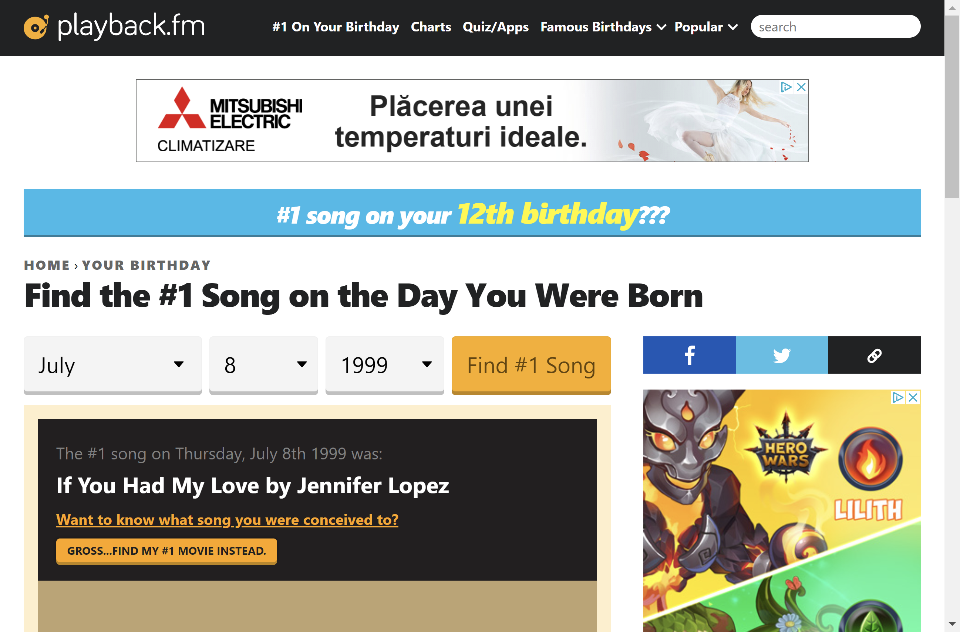 playback.fm
#1 On Your Birthday Charts Quiz/Apps Famous Birthdays Popular search
MITSUBISHI
ELECTRIC
CLIMATIZARE
Plăcerea unei
temperaturi ideale.
#1 song on your 12th birthday???
HOME › YOUR BIRTHDAY
Find the #1 Song on the Day You Were Born
July 8 1999 Find #1 Song
The #1 song on Thursday, July 8th 1999 was:
If You Had My Love by Jennifer Lopez
Want to know what song you were conceived to?
GROSS...FIND MY #1 MOVIE INSTEAD.
HERO
WARS
LILITH